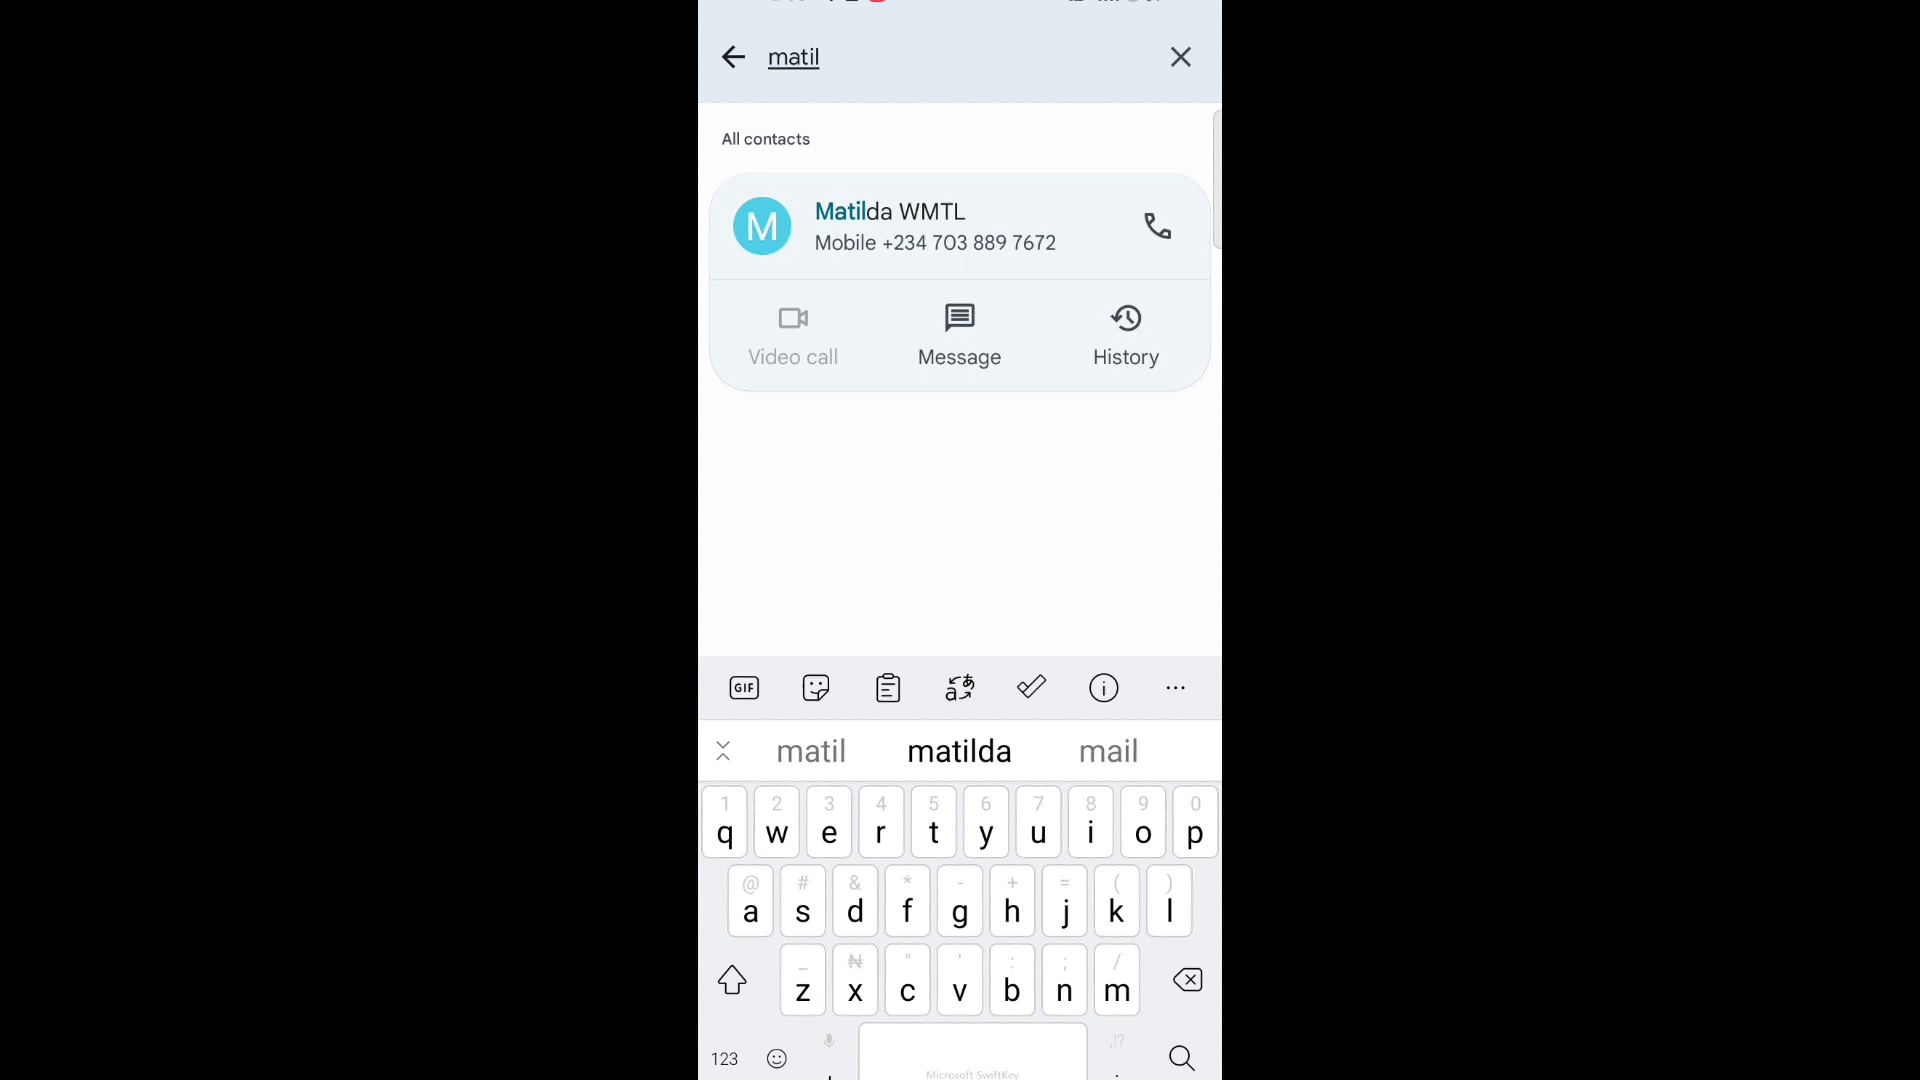 matil
All contacts
M
Matilda WMTL
Mobile +234 703 889 7672
Video call
Message
History
GIF
matil
matilda
mail
1 2 3 4 5 6 7 8 9 0
q w e r t y u i o p
@ # & * - + = ( )
a s d f g h j k l
_ ₦ " ' : ; /
z x c v b n m
,!?
123
Microsoft SwiftKey